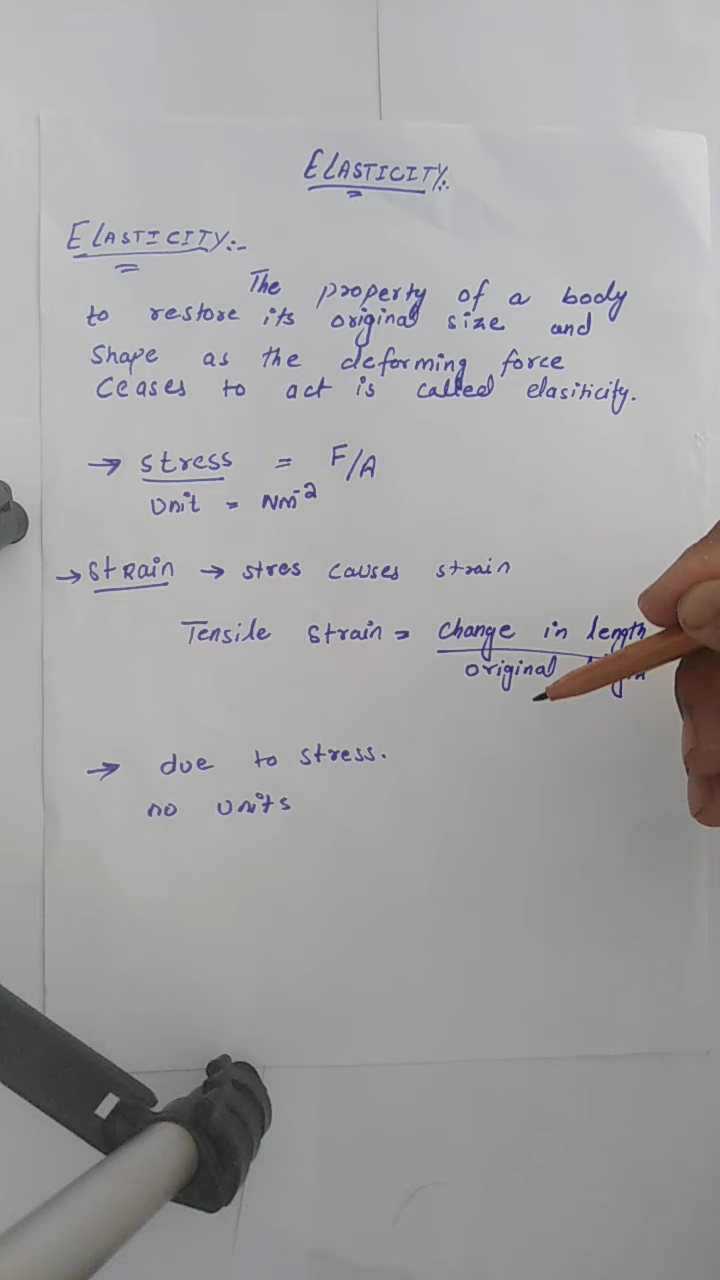 ELASTICITY:
ELASTICITY:-
The property of a body
to restore its original size and
Shape as the deforming force
Ceases to act is called elasiticity.
→ stress = F/A
Unit = Nm⁻²
→ StRain → stres causes strain
Tensile strain = change in length
original
→ due to stress.
no units